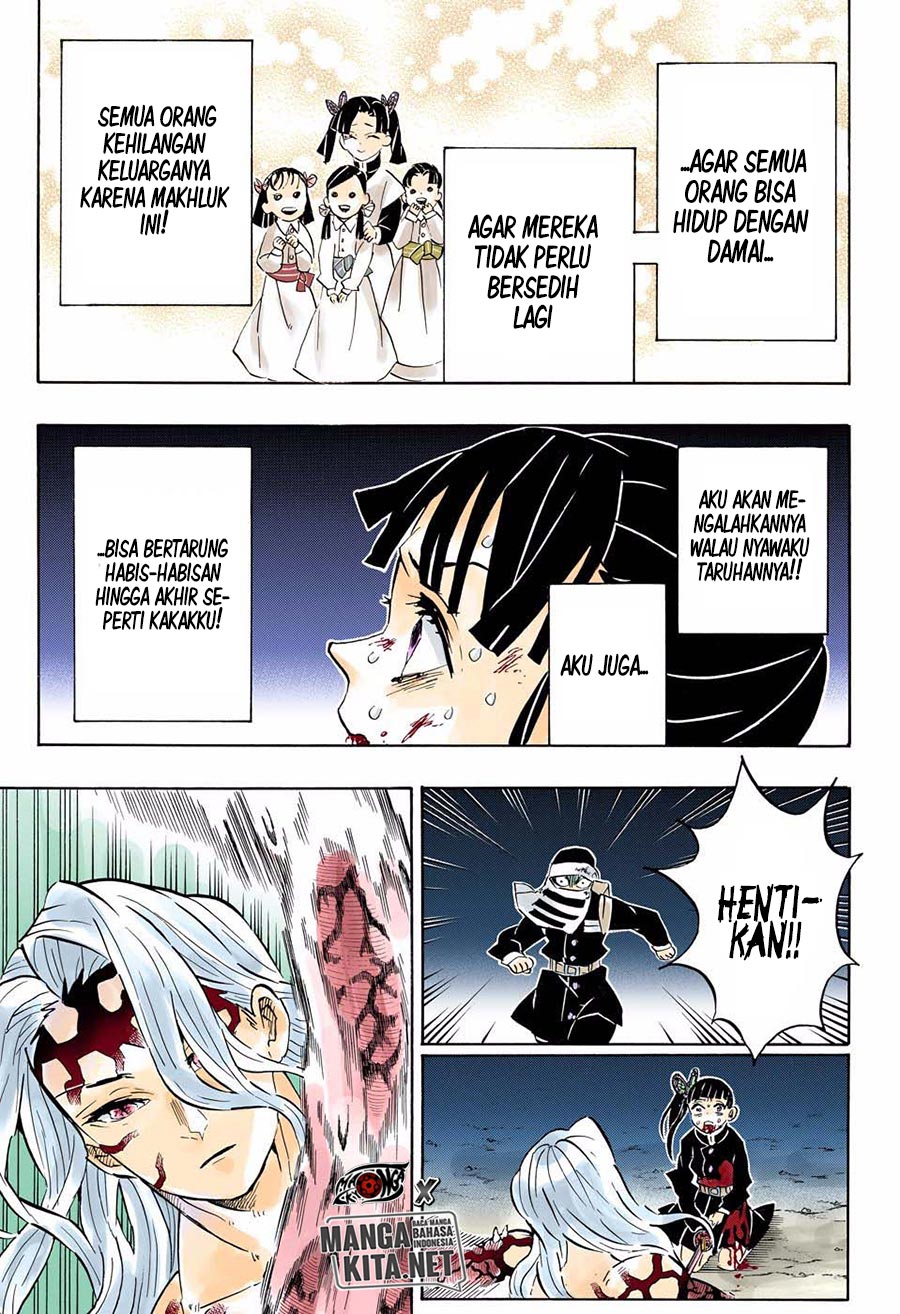 ...AGAR SEMUA
ORANG BISA
HIDUP DENGAN
DAMAI...
AGAR MEREKA
TIDAK PERLU
BERSEDIH
LAGI
SEMUA ORANG
KEHILANGAN
KELUARGANYA
KARENA MAKHLUK
INI!
AKU AKAN ME-
NGALAHKANNYA
WALAU NYAWAKU
TARUHANNYA!!
AKU JUGA...
...BISA BERTARUNG
HABIS-HABISAN
HINGGA AKHIR SE-
PERTI KAKAKKU!
HENTI-
KAN!!
X
MANGA
BACA MANGA
BAHASA
INDONESIA
KITA.NET